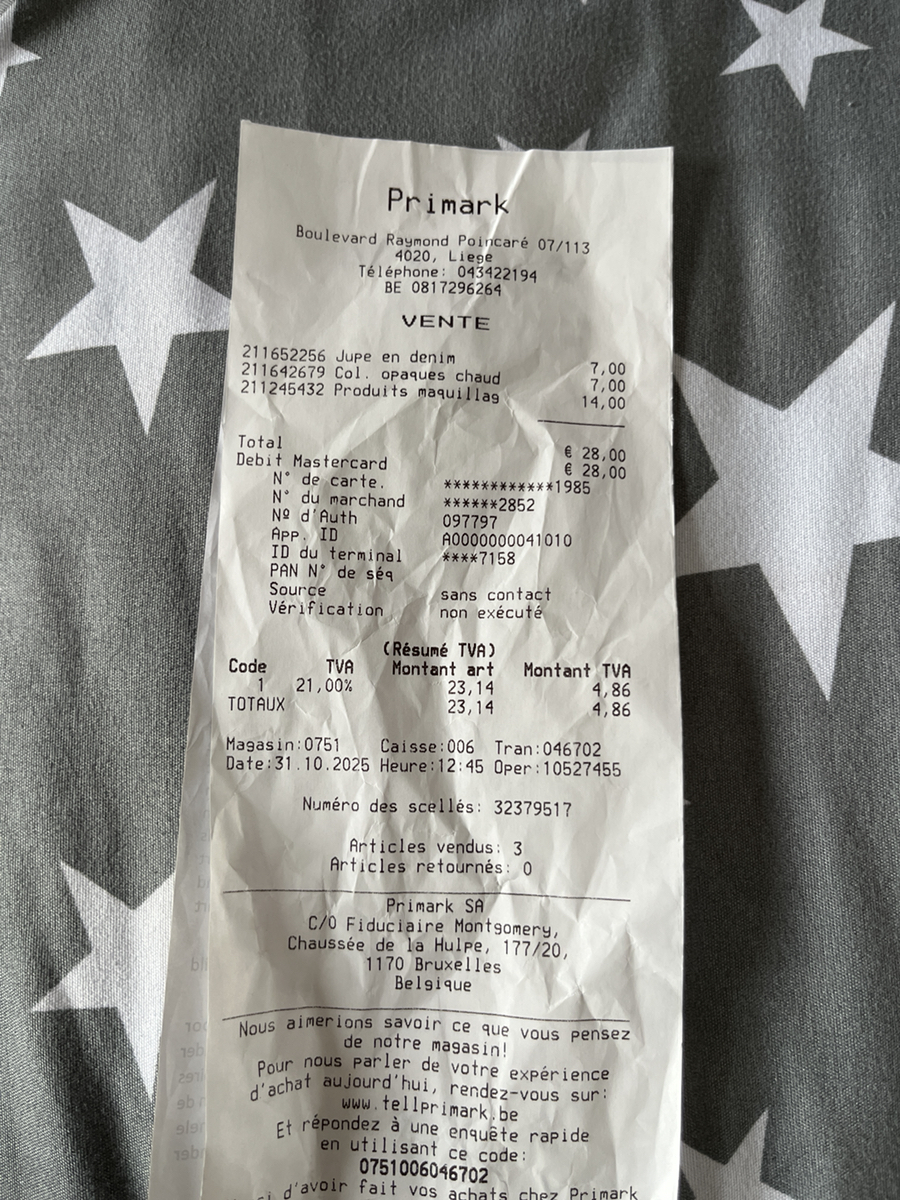 Primark
Boulevard Raymond Poincaré 07/113
4020, Liege
Téléphone: 043422194
BE 0817296264
VENTE
211652256 Jupe en denim 7,00
211642679 Col. opaques chaud 7,00
211245432 Produits maquillag 14,00
Total € 28,00
Debit Mastercard € 28,00
N° de carte. ************1985
N° du marchand ******2852
Nº d'Auth 097797
App. ID A0000000041010
ID du terminal ****7158
PAN N° de séq
Source sans contact
Vérification non exécuté
(Résumé TVA)
Code TVA Montant art Montant TVA
1 21,00% 23,14 4,86
TOTAUX 23,14 4,86
Magasin:0751 Caisse:006 Tran:046702
Date:31.10.2025 Heure:12:45 Oper:10527455
Numéro des scellés: 32379517
Articles vendus: 3
Articles retournés: 0
Primark SA
C/O Fiduciaire Montgomery,
Chaussée de la Hulpe, 177/20,
1170 Bruxelles
Belgique
Nous aimerions savoir ce que vous pensez
de notre magasin!
Pour nous parler de votre expérience
d'achat aujourd'hui, rendez-vous sur:
www.tellprimark.be
Et répondez à une enquête rapide
en utilisant ce code:
0751006046702
d'avoir fait vos achats chez Primark